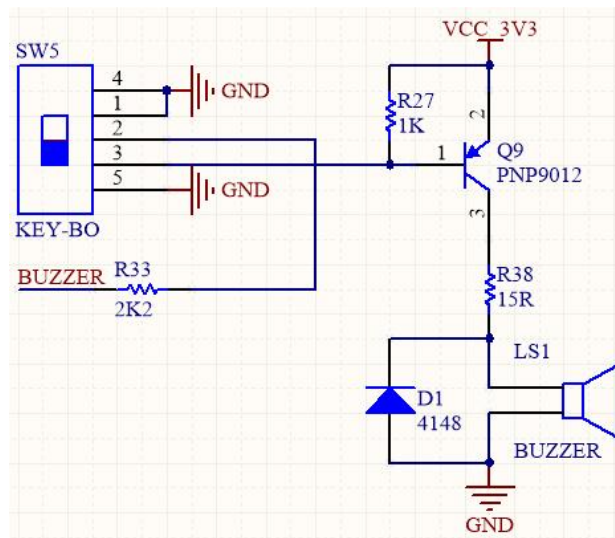 VCC_3V3
SW5
4
GND
1
2
3
5
GND
KEY-BO
R27
1K
2
1
Q9
PNP9012
3
BUZZER
R33
2K2
R38
15R
LS1
D1
4148
BUZZER
GND